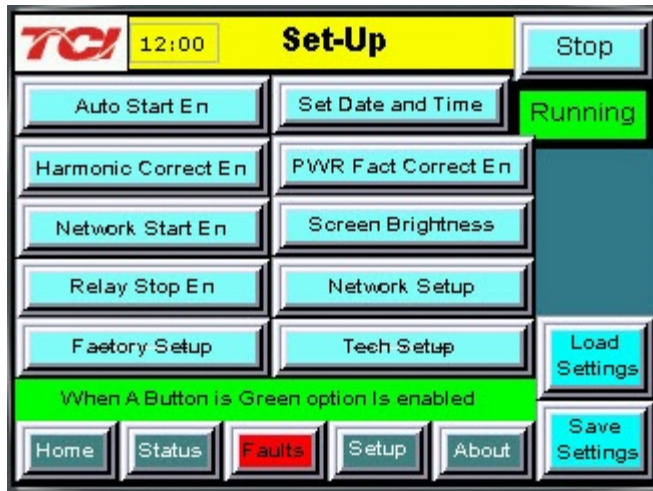 TCI 12:00 Set-Up Stop
Auto Start En Set Date and Time Running
Harmonic Correct En PWR Fact Correct En
Network Start En Screen Brightness
Relay Stop En Network Setup
Factory Setup Tech Setup Load
Settings
When A Button is Green option Is enabled
Home Status Faults Setup About Save
Settings